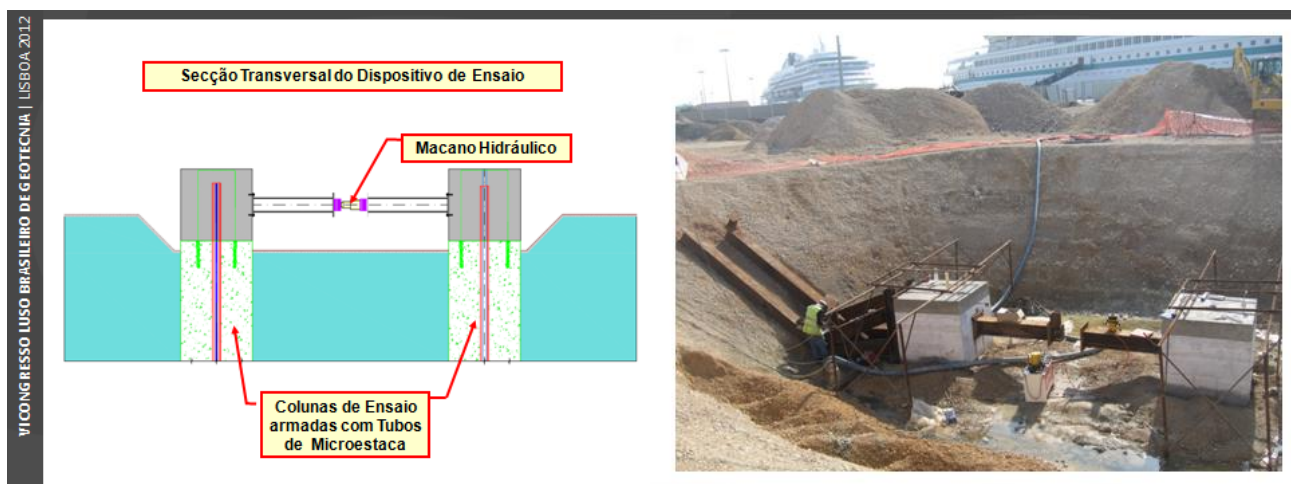 VI CONGRESSO LUSO BRASILEIRO DE GEOTECNIA | LISBOA 2012
Secção Transversal do Dispositivo de Ensaio
Macano Hidráulico
Colunas de Ensaio
armadas com Tubos
de Microestaca